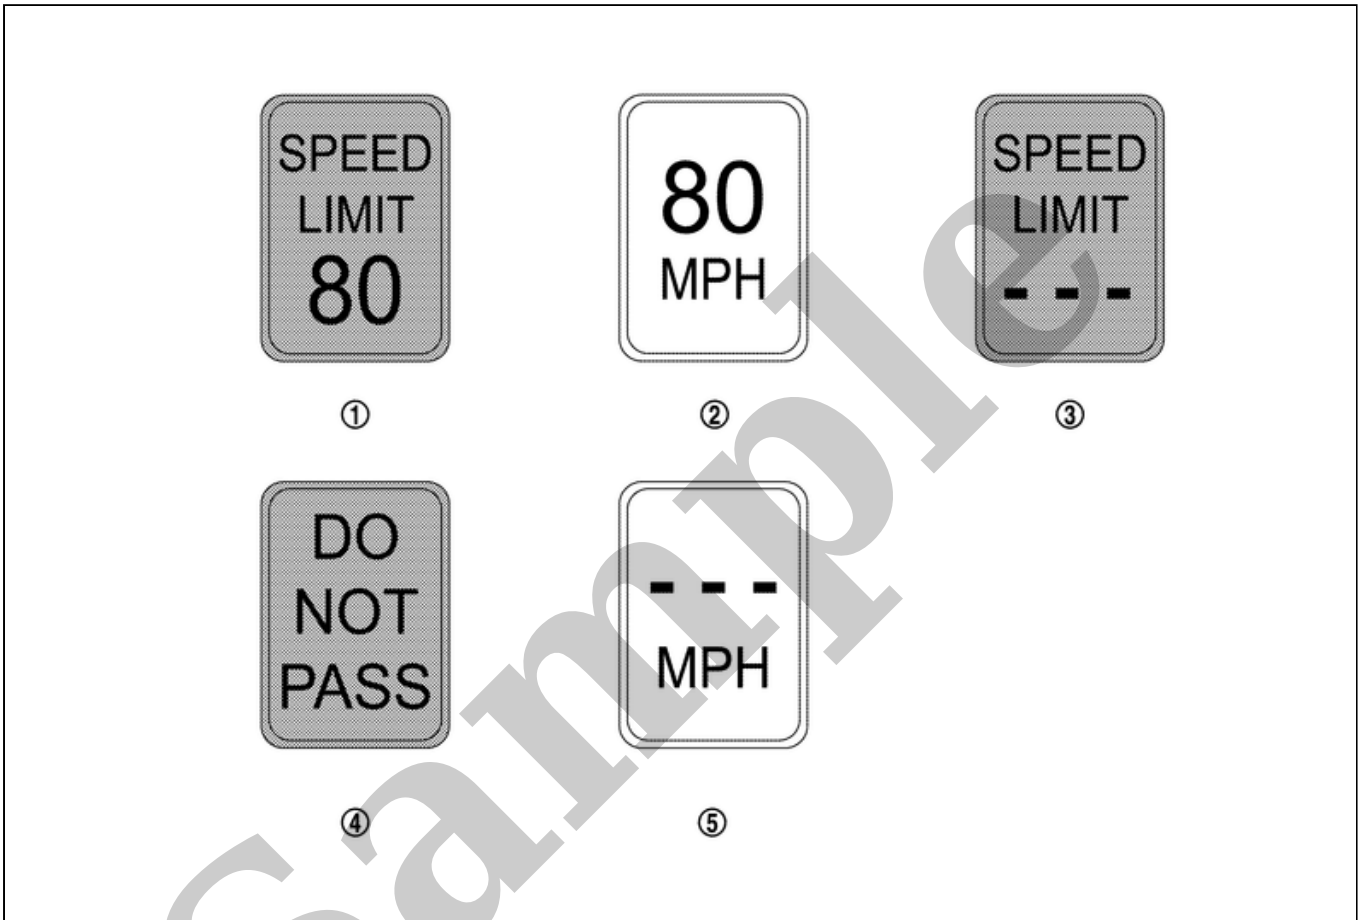 SPEED
LIMIT
80
①
80
MPH
②
SPEED
LIMIT
- - -
③
DO
NOT
PASS
④
- - -
MPH
⑤
Sample